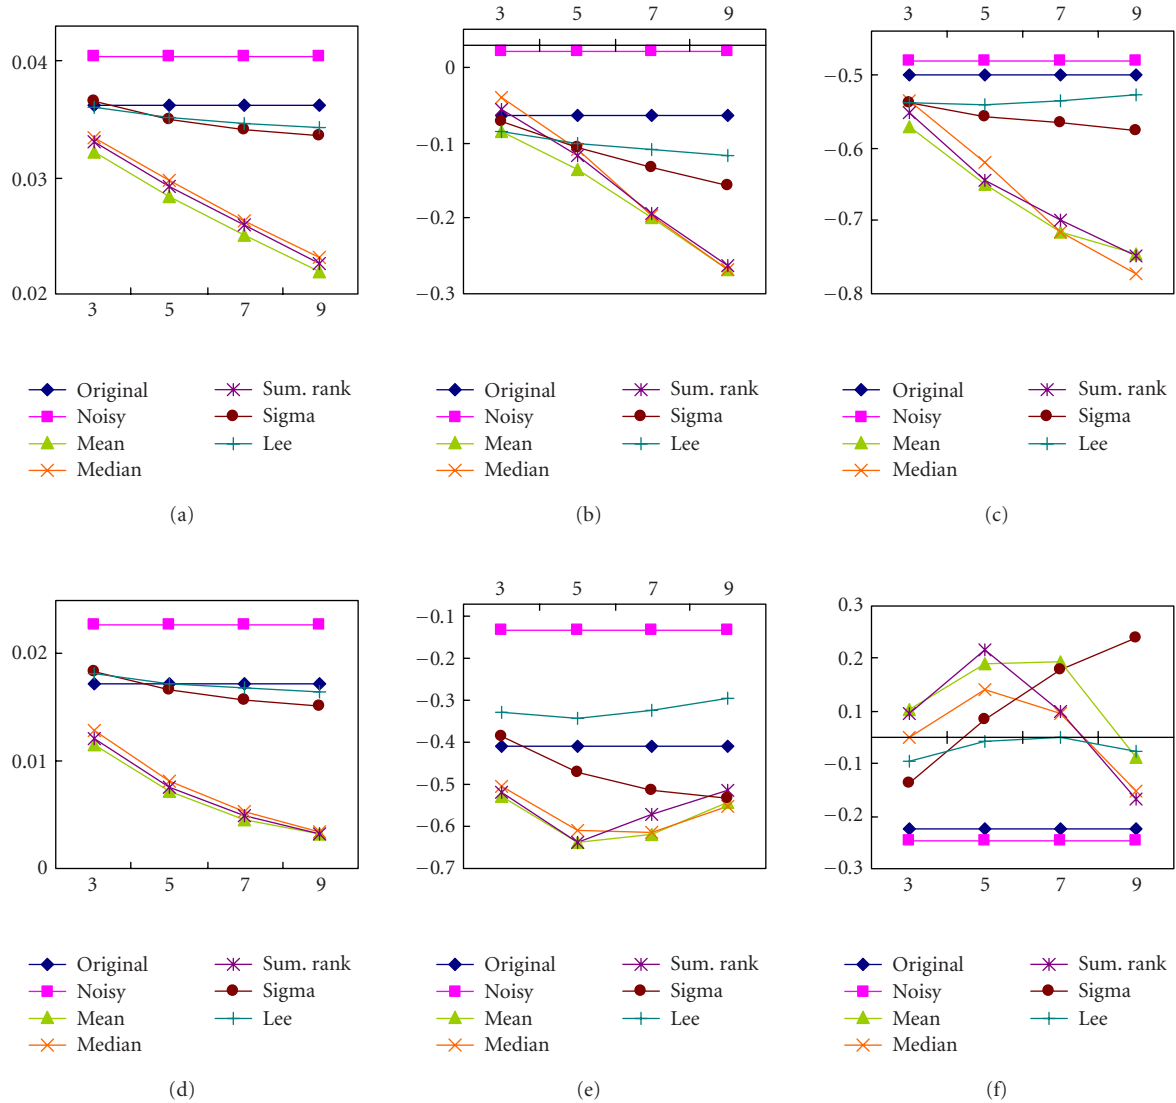 0.04
0.03
0.02
3 5 7 9
Original
Noisy
Mean
Median
Sum. rank
Sigma
Lee
(a)
3 5 7 9
0
−0.1
−0.2
−0.3
Original
Noisy
Mean
Median
Sum. rank
Sigma
Lee
(b)
3 5 7 9
−0.5
−0.6
−0.7
−0.8
Original
Noisy
Mean
Median
Sum. rank
Sigma
Lee
(c)
0.02
0.01
0
3 5 7 9
Original
Noisy
Mean
Median
Sum. rank
Sigma
Lee
(d)
3 5 7 9
−0.1
−0.2
−0.3
−0.4
−0.5
−0.6
−0.7
Original
Noisy
Mean
Median
Sum. rank
Sigma
Lee
(e)
0.3
0.2
0.1
−0.1
−0.2
−0.3
3 5 7 9
Original
Noisy
Mean
Median
Sum. rank
Sigma
Lee
(f)